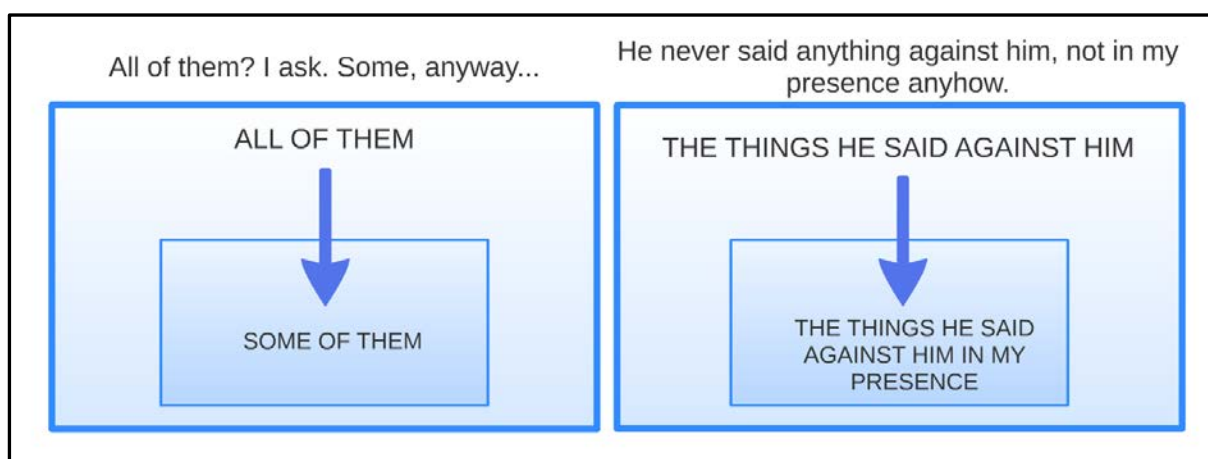 All of them? I ask. Some, anyway...
ALL OF THEM
SOME OF THEM
He never said anything against him, not in my
presence anyhow.
THE THINGS HE SAID AGAINST HIM
THE THINGS HE SAID
AGAINST HIM IN MY
PRESENCE